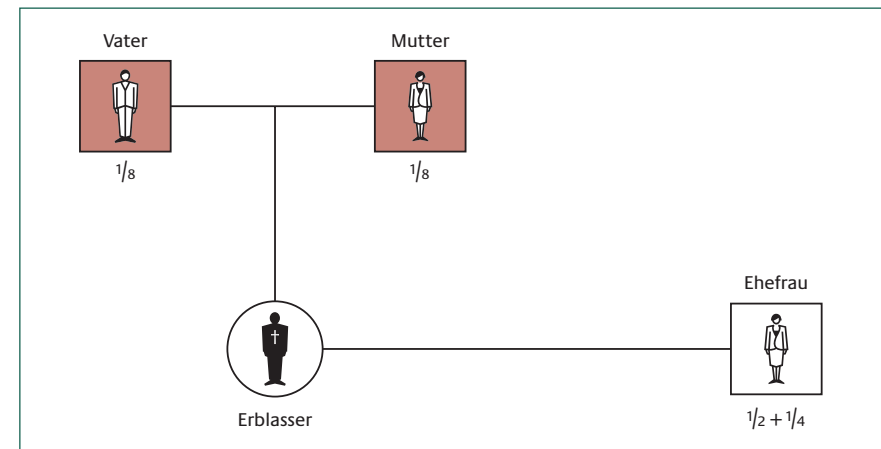 Vater Mutter
1/8 1/8
Ehefrau
Erblasser 1/2 + 1/4